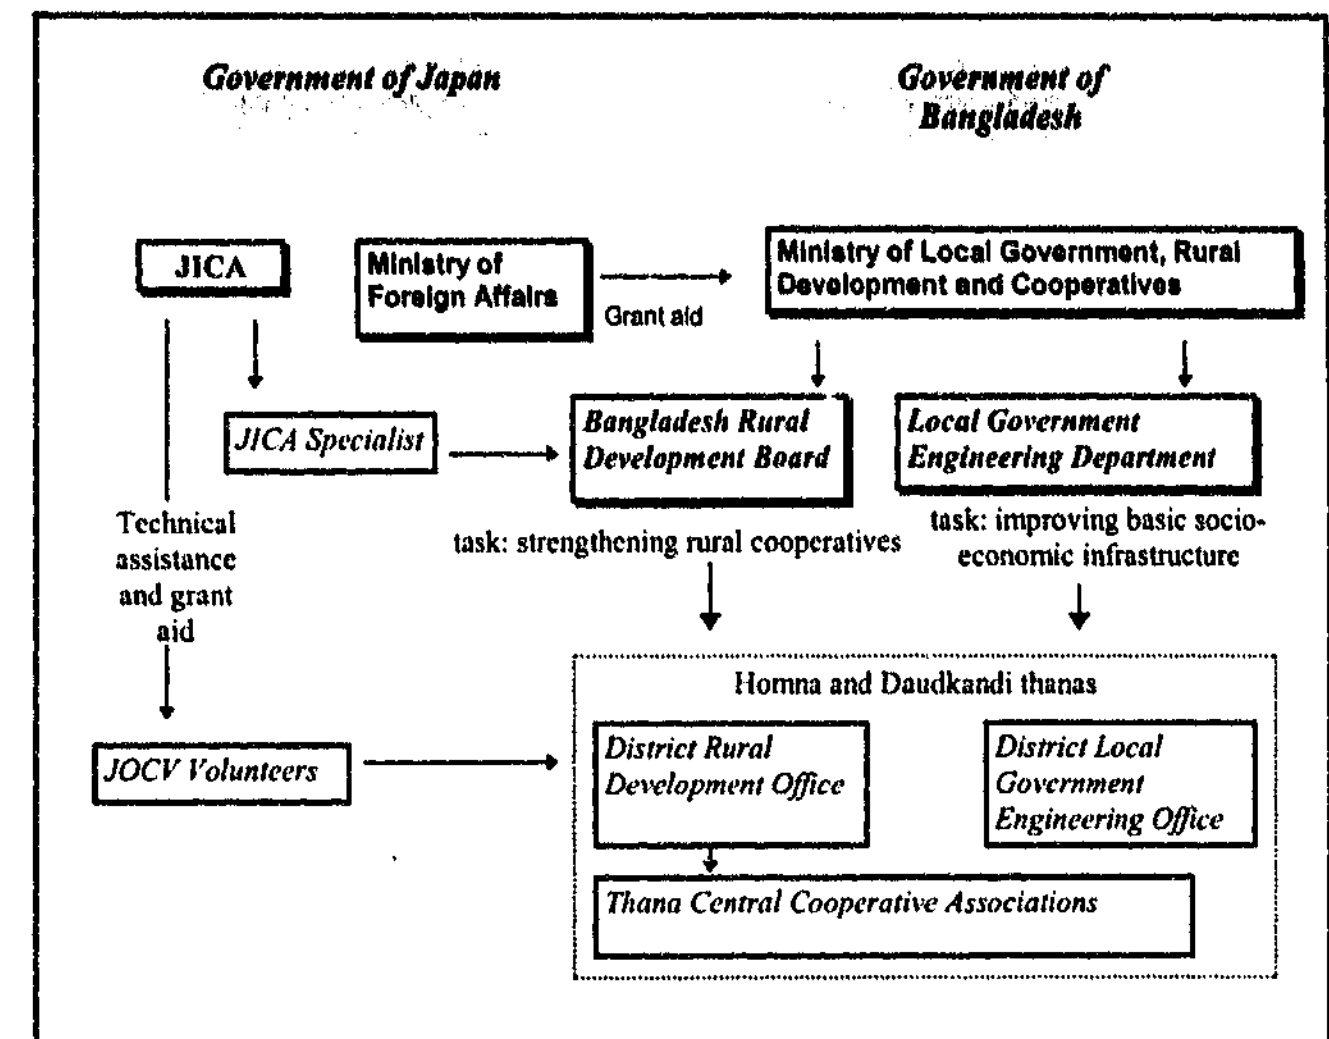 Government of Japan
Government of
Bangladesh
JICA
Ministry of
Foreign Affairs
Grant aid
Ministry of Local Government, Rural
Development and Cooperatives
JICA Specialist
Bangladesh Rural
Development Board
Local Government
Engineering Department
Technical
assistance
and grant
aid
task: strengthening rural cooperatives
task: improving basic socio-
economic infrastructure
Homna and Daudkandi thanas
JOCV Volunteers
District Rural
Development Office
District Local
Government
Engineering Office
Thana Central Cooperative Associations